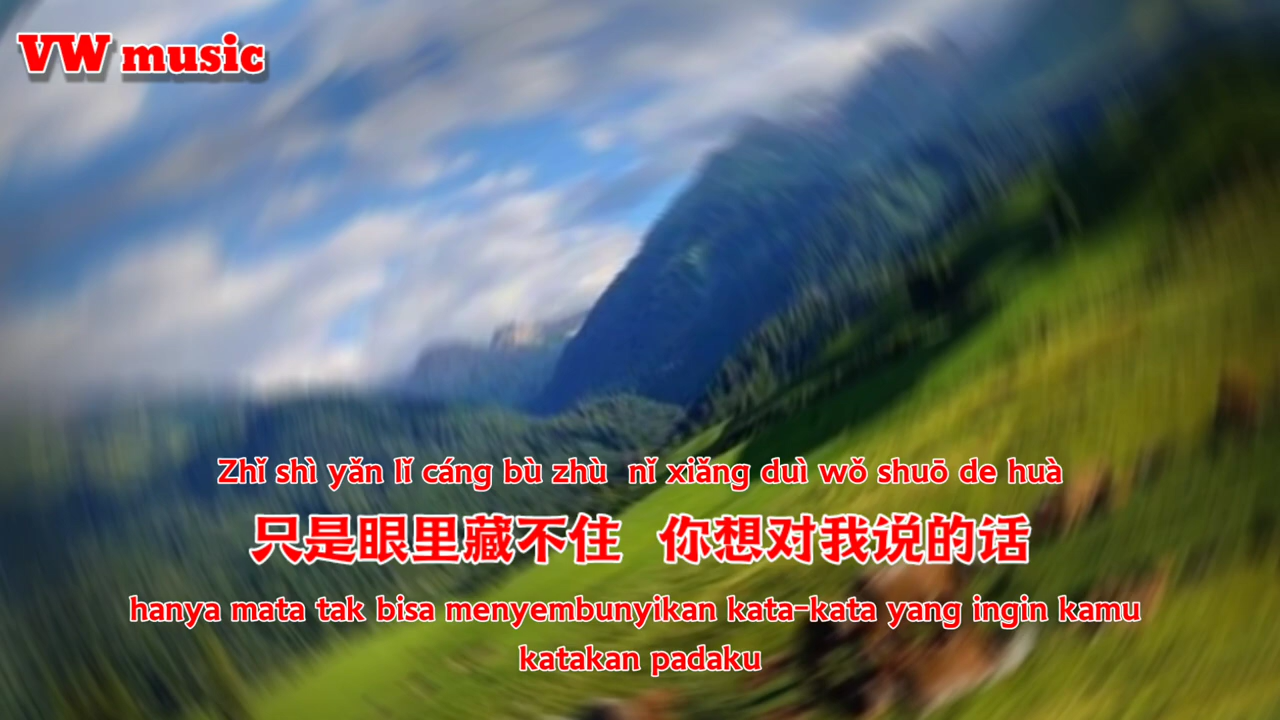 VW music
Zhǐ shì yǎn lǐ cáng bù zhù  nǐ xiǎng duì wǒ shuō de huà
只是眼里藏不住  你想对我说的话
hanya mata tak bisa menyembunyikan kata-kata yang ingin kamu
katakan padaku